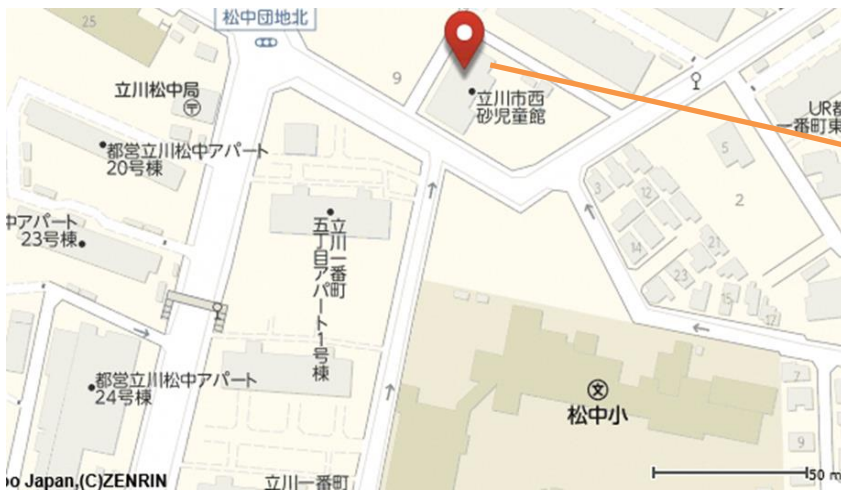 25
松中団地北
9
立川松中局
立川市西
砂児童館
UR都
一番町東
5
都営立川松中アパート
20号棟
3
12
2
立川一番町
五丁目アパート1号棟
中アパート
23号棟
14
21
23
15
17
都営立川松中アパート
24号棟
文
松中小
7
9
oo Japan,(C)ZENRIN
立川一番町
50 m